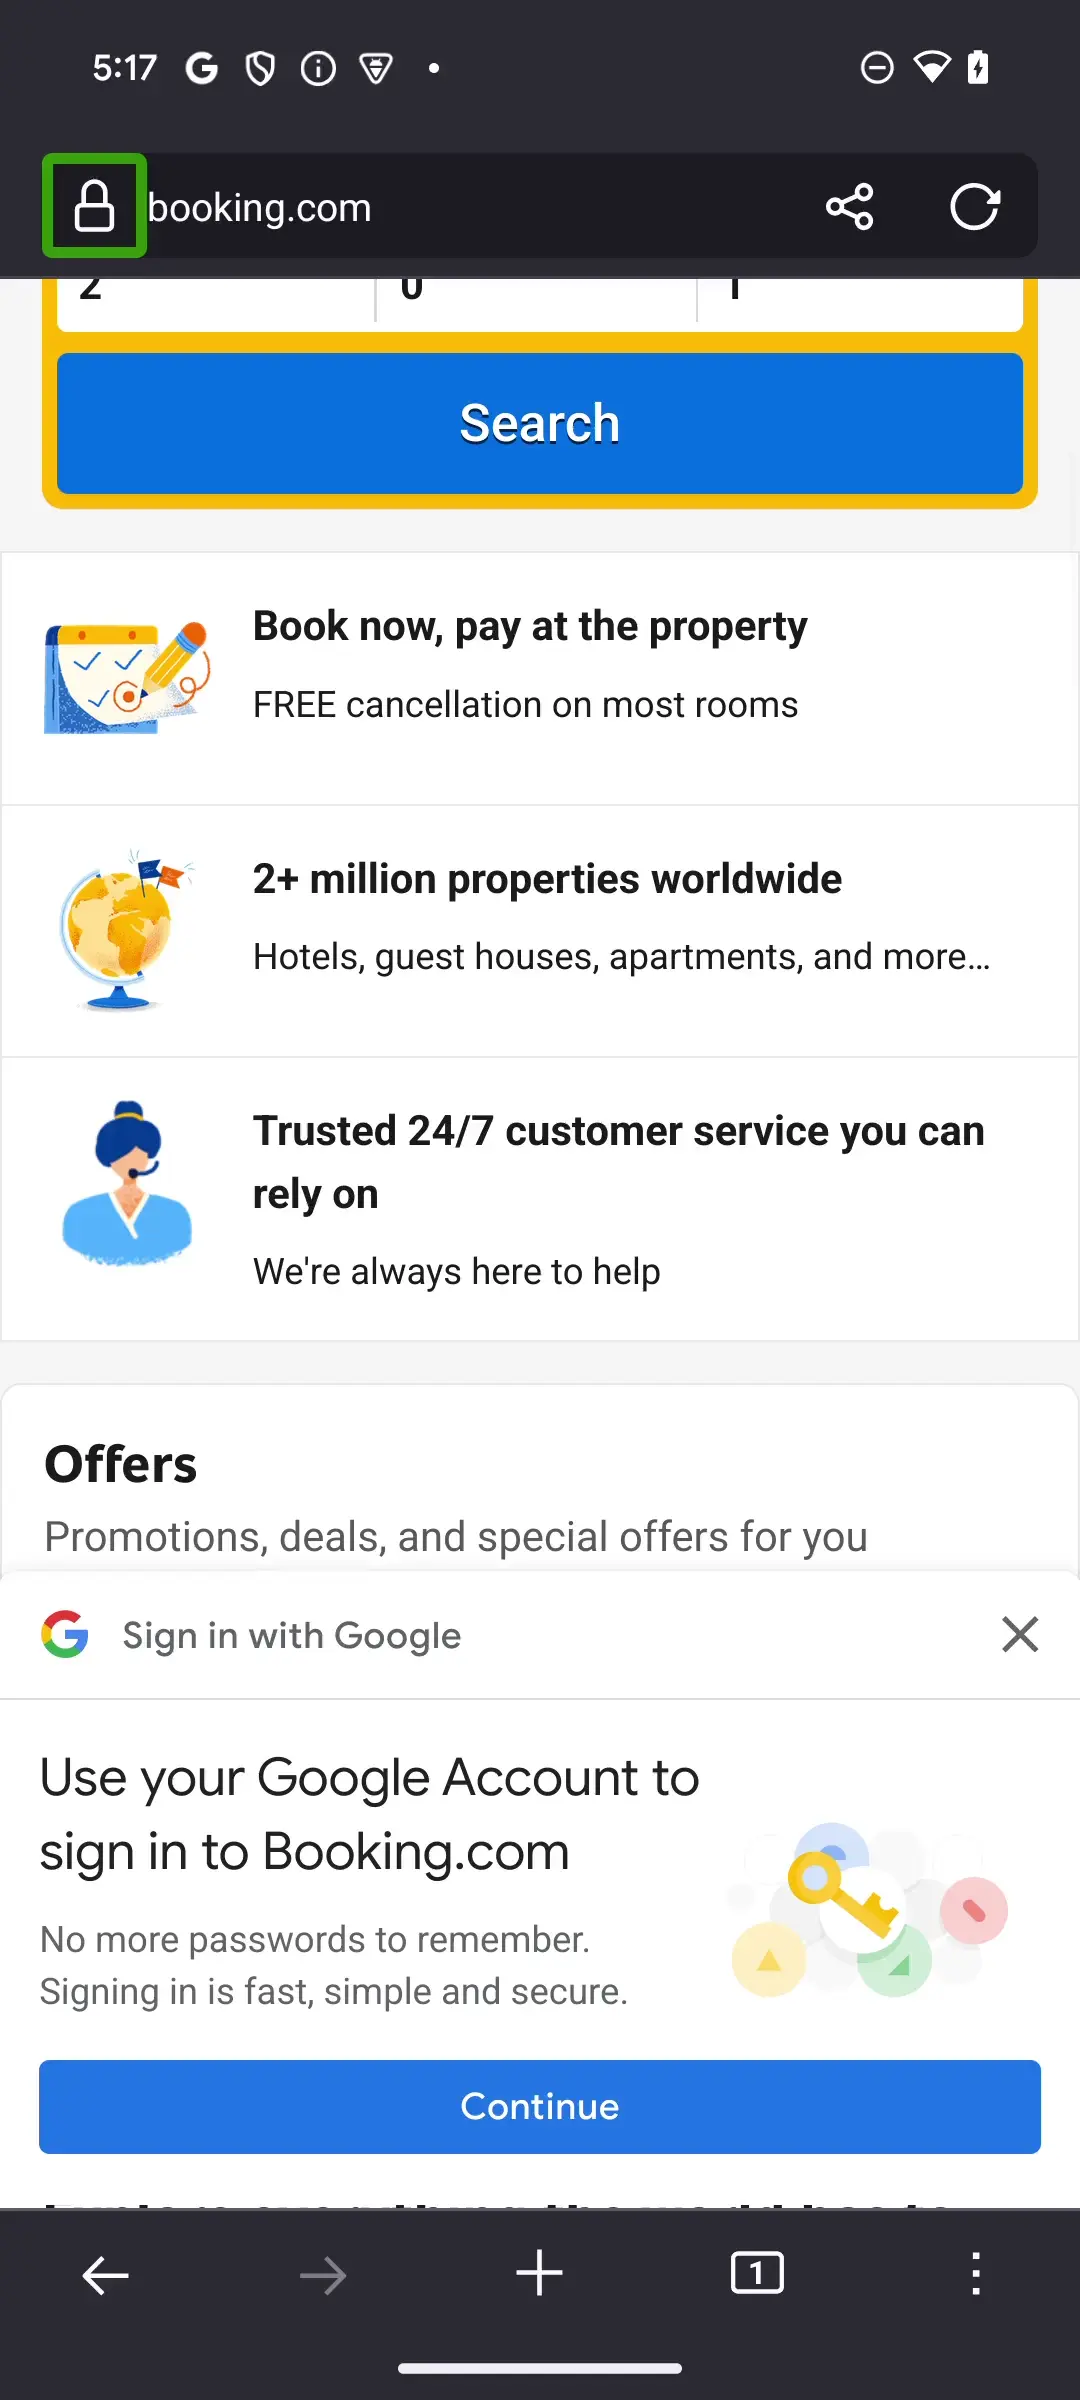 5:17
booking.com
2 0 1
Search
Book now, pay at the property
FREE cancellation on most rooms
2+ million properties worldwide
Hotels, guest houses, apartments, and more...
Trusted 24/7 customer service you can
rely on
We're always here to help
Offers
Promotions, deals, and special offers for you
Sign in with Google
Use your Google Account to
sign in to Booking.com
No more passwords to remember.
Signing in is fast, simple and secure.
Continue
1